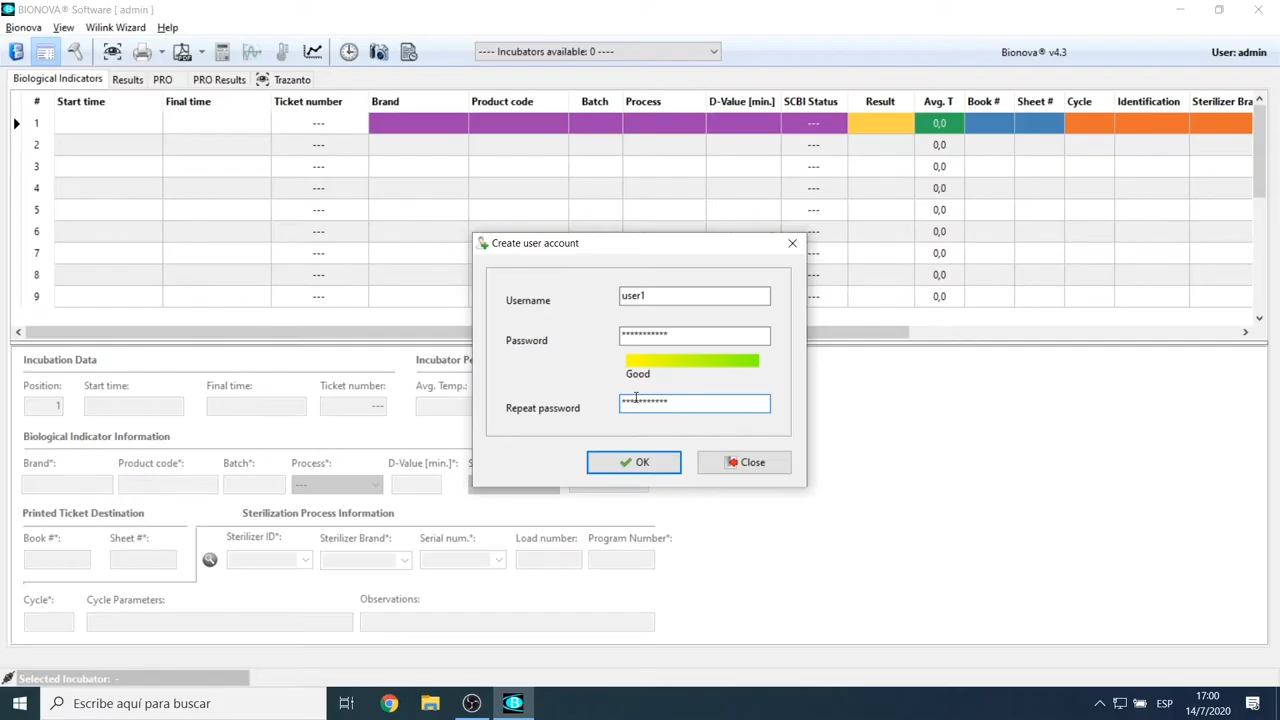 BIONOVA® Software [ admin ]
Bionova View Wilink Wizard Help
---- Incubators available: 0 ----
Bionova® v4.3
User: admin
Biological Indicators Results PRO PRO Results Trazanto
# Start time Final time Ticket number Brand Product code Batch Process D-Value [min.] SCBI Status Result Avg. T Book # Sheet # Cycle Identification Sterilizer Bra
1 --- --- 0,0
2 --- --- 0,0
3 --- --- 0,0
4 --- --- 0,0
5 --- --- 0,0
6 --- --- 0,0
7 --- --- 0,0
8 --- --- 0,0
9 --- --- 0,0
Create user account
Username user1
Password ***********
Good
Repeat password ***********
OK Close
Incubation Data Incubator Pe
Position: Start time: Final time: Ticket number: Avg. Temp.:
1 ---
Biological Indicator Information
Brand*: Product code*: Batch*: Process*: D-Value [min.]*: S
---
Printed Ticket Destination Sterilization Process Information
Book #*: Sheet #*: Sterilizer ID*: Sterilizer Brand*: Serial num.*: Load number: Program Number*:
Cycle*: Cycle Parameters: Observations:
Selected Incubator: -
Escribe aquí para buscar
ESP
17:00
14/7/2020